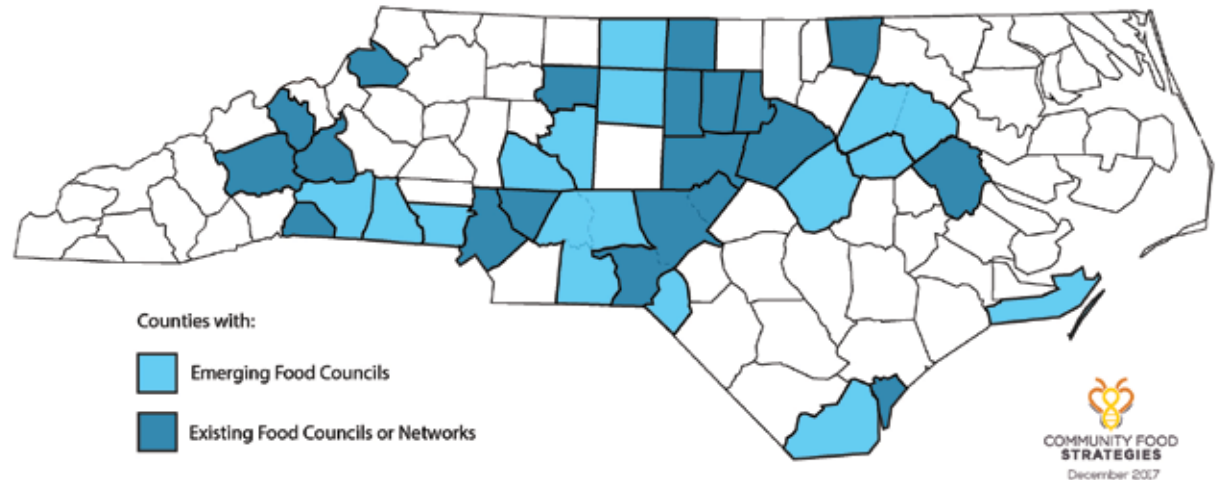 Counties with:
Emerging Food Councils
Existing Food Councils or Networks
COMMUNITY FOOD
STRATEGIES
December 2017